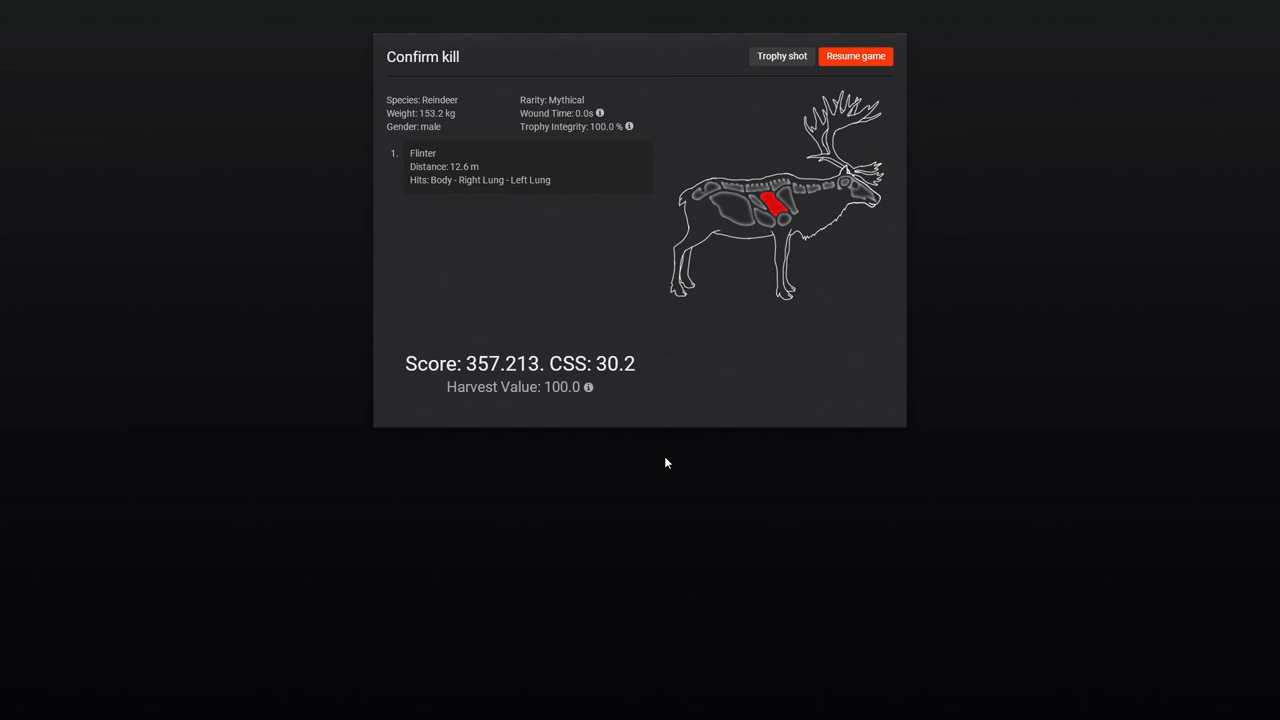 Confirm kill
Trophy shot
Resume game
Species: Reindeer
Weight: 153.2 kg
Gender: male
Rarity: Mythical
Wound Time: 0.0s
Trophy Integrity: 100.0 %
1. Flinter
Distance: 12.6 m
Hits: Body - Right Lung - Left Lung
Score: 357.213. CSS: 30.2
Harvest Value: 100.0